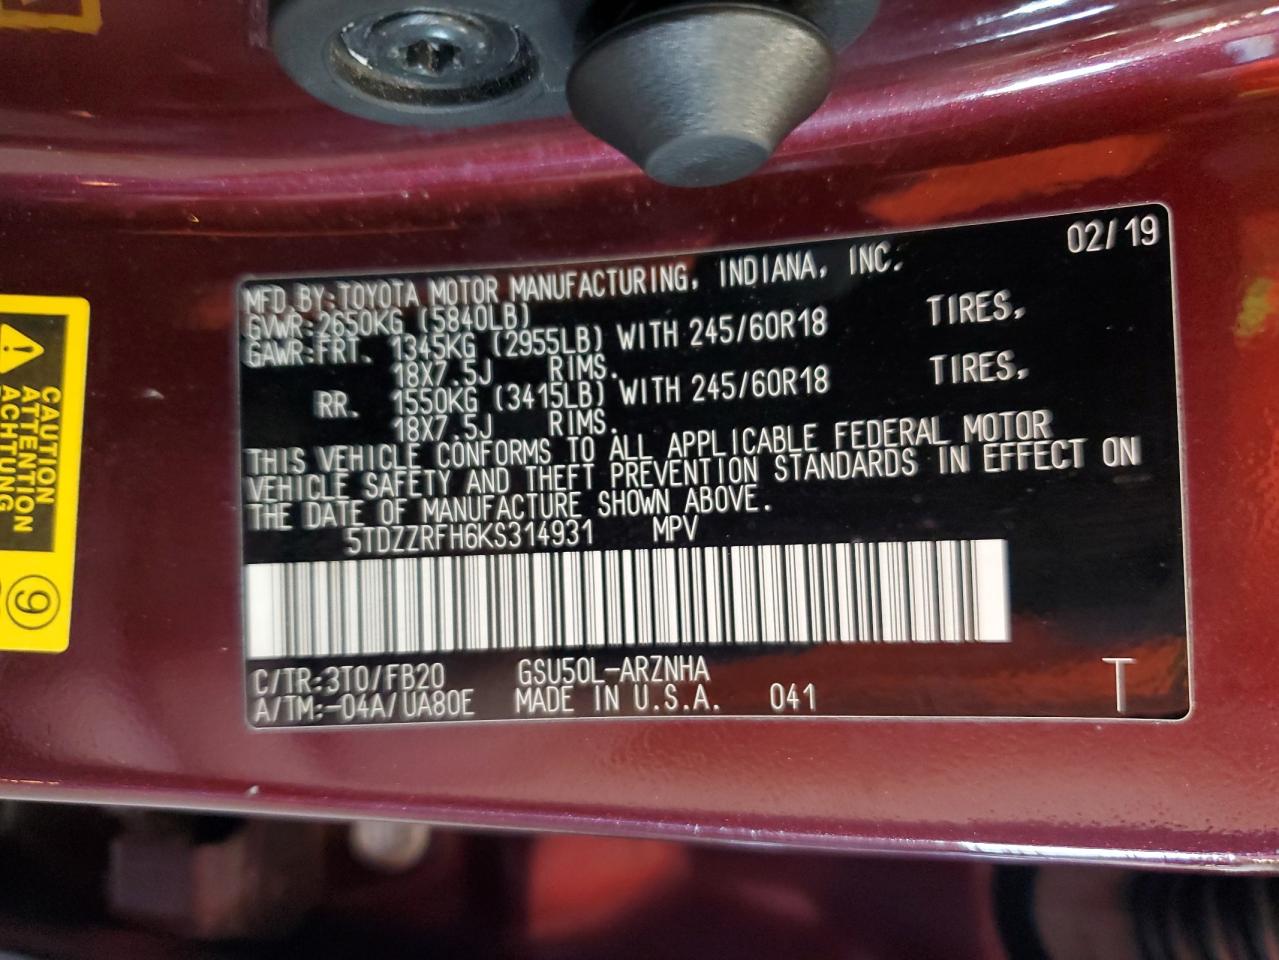 MFD.BY:TOYOTA MOTOR MANUFACTURING, INDIANA, INC. 02/19
GVWR:2650KG (5840LB)
GAWR:FRT. 1345KG (2955LB) WITH 245/60R18 TIRES,
18X7.5J RIMS.
RR. 1550KG (3415LB) WITH 245/60R18 TIRES,
18X7.5J RIMS.
THIS VEHICLE CONFORMS TO ALL APPLICABLE FEDERAL MOTOR
VEHICLE SAFETY AND THEFT PREVENTION STANDARDS IN EFFECT ON
THE DATE OF MANUFACTURE SHOWN ABOVE.
5TDZZRFH6KS314931 MPV
C/TR:3T0/FB20 GSU50L-ARZNHA
A/TM:-04A/UA80E MADE IN U.S.A. 041 T
CAUTION
ATTENTION
ACHTUNG
9